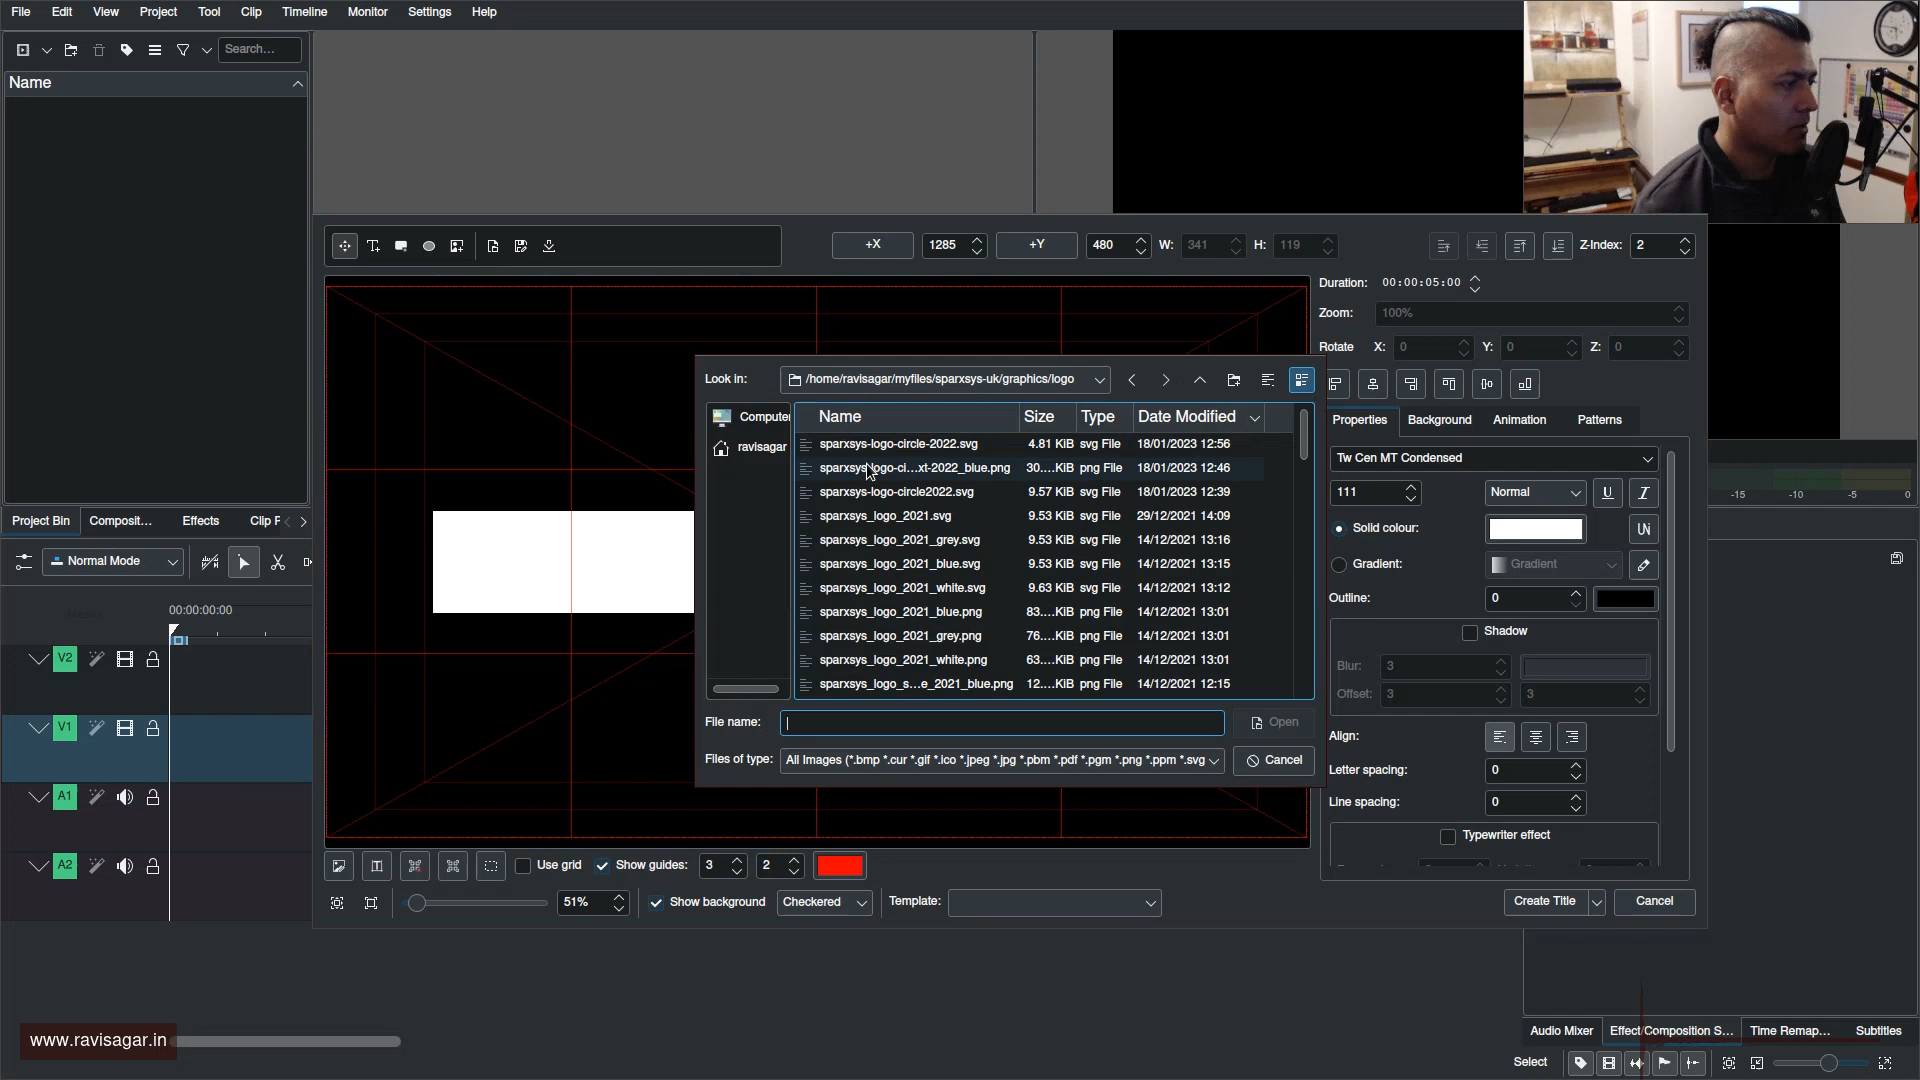 File Edit View Project Tool Clip Timeline Monitor Settings Help
Search...
Name
+X 1285 +Y 480 W: 341 H: 119 Z-Index: 2
Duration: 00:00:05:00
Zoom: 100%
Rotate X: 0 Y: 0 Z: 0
Look in: /home/ravisagar/myfiles/sparxsys-uk/graphics/logo
Computer
ravisagar
Name Size Type Date Modified
sparxsys-logo-circle-2022.svg 4.81 KiB svg File 18/01/2023 12:56
sparxsys-logo-ci...xt-2022_blue.png 30....KiB png File 18/01/2023 12:46
sparxsys-logo-circle2022.svg 9.57 KiB svg File 18/01/2023 12:39
sparxsys_logo_2021.svg 9.53 KiB svg File 29/12/2021 14:09
sparxsys_logo_2021_grey.svg 9.53 KiB svg File 14/12/2021 13:16
sparxsys_logo_2021_blue.svg 9.53 KiB svg File 14/12/2021 13:15
sparxsys_logo_2021_white.svg 9.63 KiB svg File 14/12/2021 13:12
sparxsys_logo_2021_blue.png 83....KiB png File 14/12/2021 13:01
sparxsys_logo_2021_grey.png 76....KiB png File 14/12/2021 13:01
sparxsys_logo_2021_white.png 63....KiB png File 14/12/2021 13:01
sparxsys_logo_s...e_2021_blue.png 12....KiB png File 14/12/2021 12:15
File name: Open
Files of type: All Images (*.bmp *.cur *.gif *.ico *.jpeg *.jpg *.pbm *.pdf *.pgm *.png *.ppm *.svg Cancel
Properties Background Animation Patterns
Tw Cen MT Condensed
111 Normal U I
Solid colour:
Gradient: Gradient
Outline: 0
Shadow
Blur: 3
Offset: 3 3
Align:
Letter spacing: 0
Line spacing: 0
Typewriter effect
-15 -10 -5 0
Project Bin Composit... Effects Clip F
Normal Mode
00:00:00:00
V2
V1
A1
A2
Use grid Show guides: 3 2
51% Show background Checkered Template: Create Title Cancel
www.ravisagar.in
Audio Mixer Effect/Composition S... Time Remap... Subtitles
Select